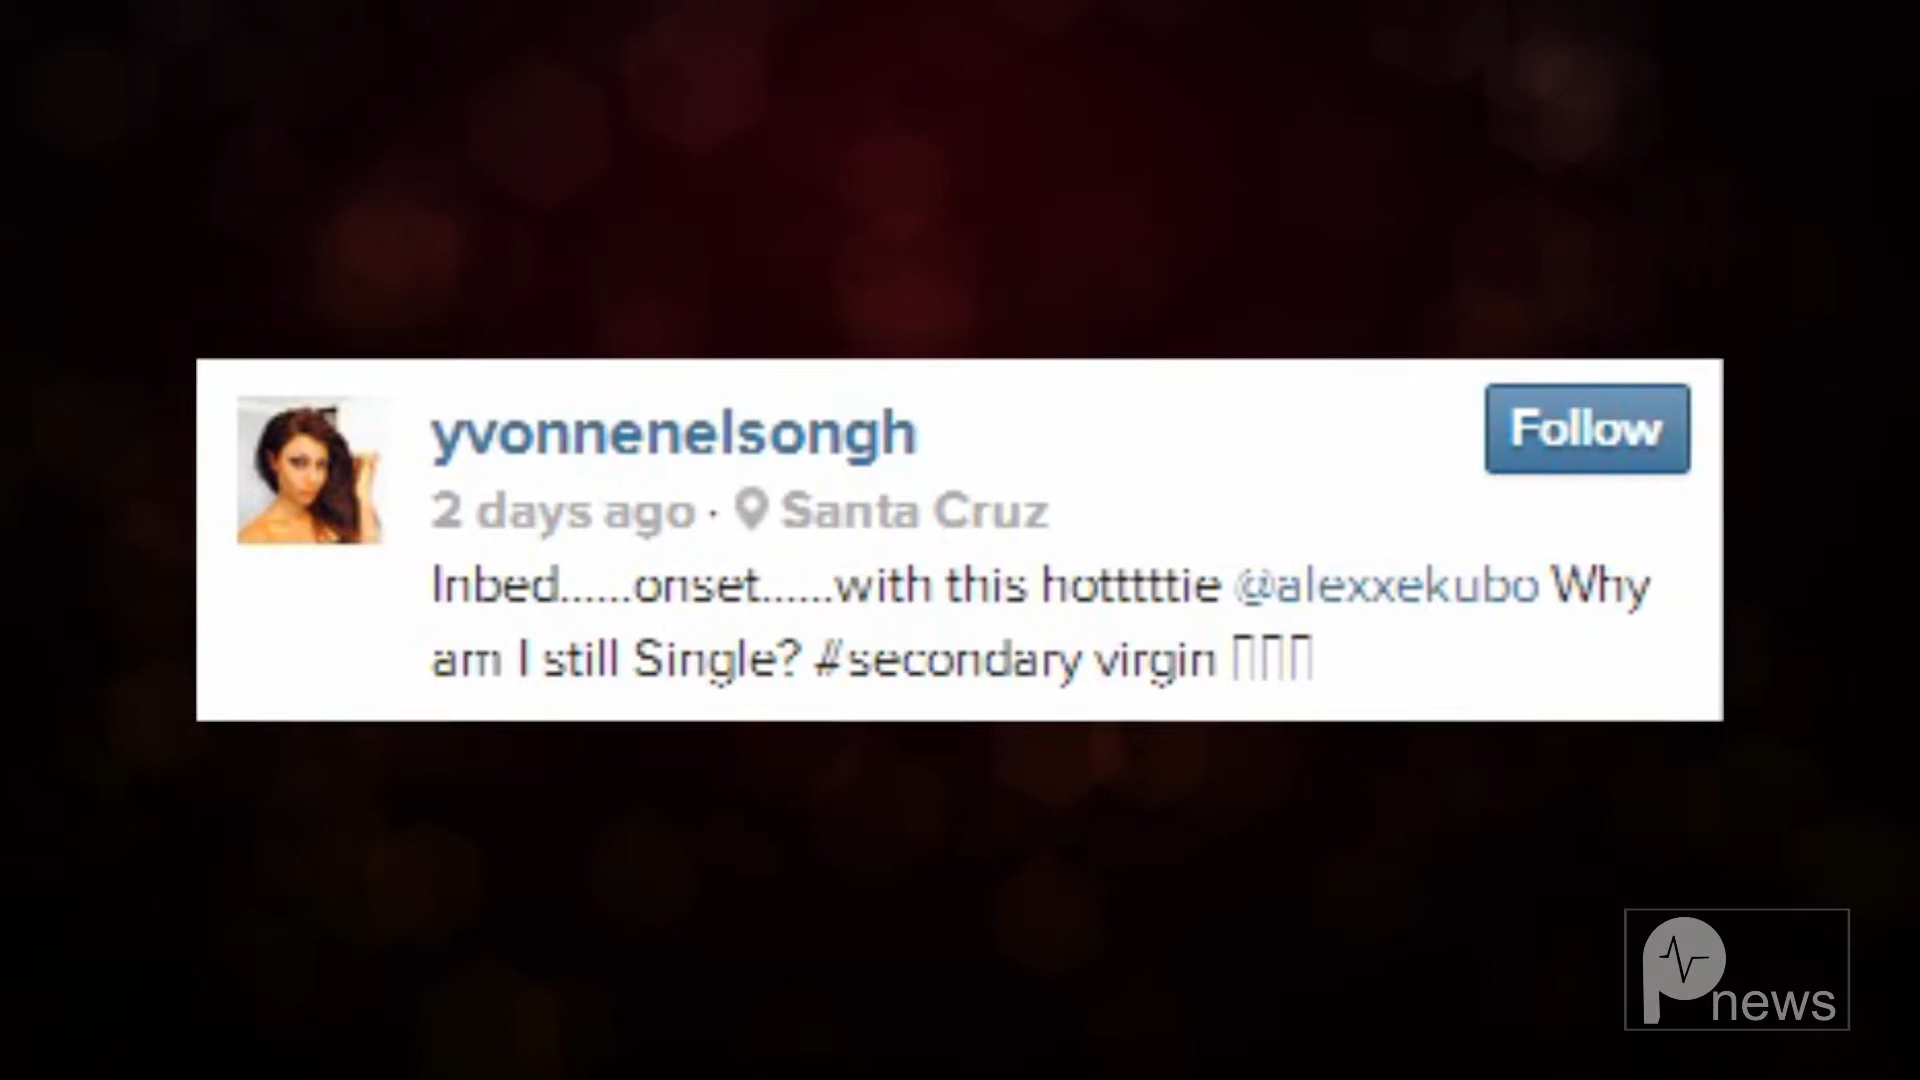 yvonnenelsongh
Follow
2 days ago · Santa Cruz
Inbed......onset......with this hotttttie @alexxekubo Why
am I still Single? #secondary virgin
news